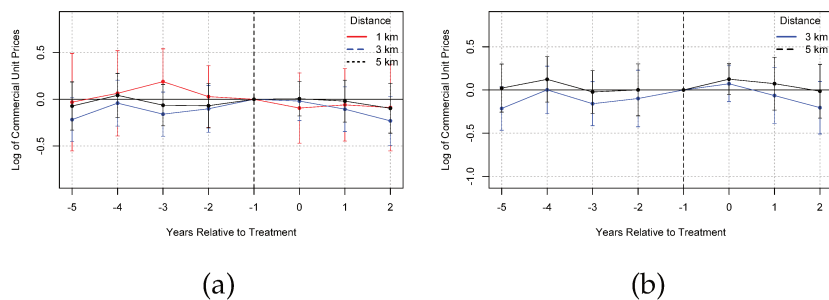 Distance
1 km
3 km
5 km
Log of Commercial Unit Prices
0.5
0.0
-0.5
-5 -4 -3 -2 -1 0 1 2
Years Relative to Treatment
(a)
Distance
3 km
5 km
Log of Commercial Unit Prices
0.5
0.0
-0.5
-1.0
-5 -4 -3 -2 -1 0 1 2
Years Relative to Treatment
(b)